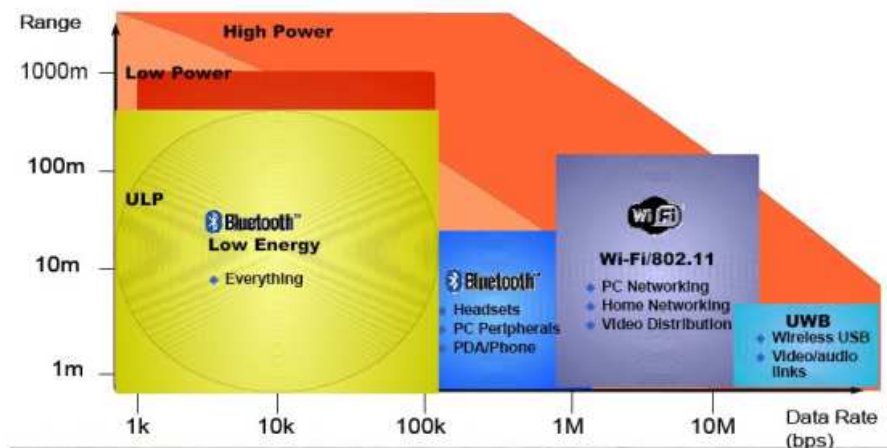 Range
High Power
1000m
Low Power
100m
ULP
Bluetooth™
Low Energy
Everything
10m
1m
Bluetooth™
Headsets
PC Peripherals
PDA/Phone
Wi Fi
Wi-Fi/802.11
PC Networking
Home Networking
Video Distribution
UWB
Wireless USB
Video/audio
links
1k
10k
100k
1M
10M
Data Rate
(bps)